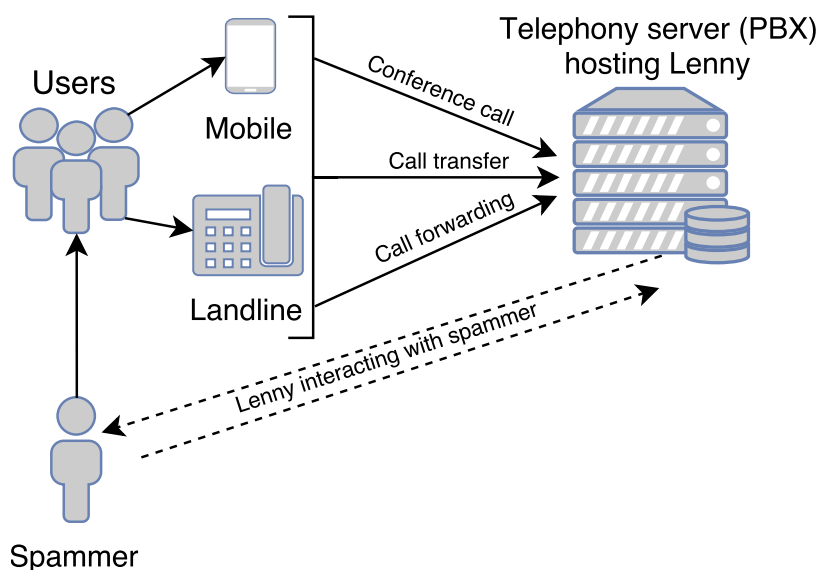 Telephony server (PBX)
hosting Lenny
Users
Mobile
Conference call
Call transfer
Call forwarding
Landline
Lenny interacting with spammer
Spammer